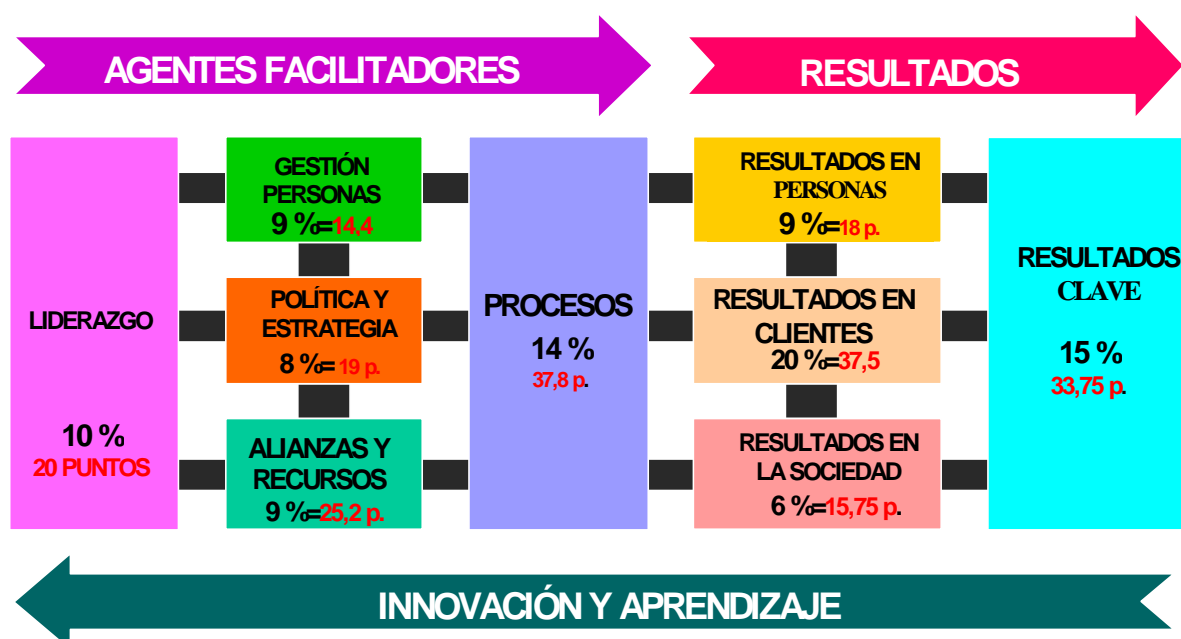 AGENTES FACILITADORES
RESULTADOS
LIDERAZGO
10 %
20 PUNTOS
GESTIÓN
PERSONAS
9 %=14,4
POLÍTICA Y
ESTRATEGIA
8 %= 19 p.
ALIANZAS Y
RECURSOS
9 %=25,2 p.
PROCESOS
14 %
37,8 p.
RESULTADOS EN
PERSONAS
9 %=18 p.
RESULTADOS EN
CLIENTES
20 %=37,5
RESULTADOS EN
LA SOCIEDAD
6 %=15,75 p.
RESULTADOS
CLAVE
15 %
33,75 p.
INNOVACIÓN Y APRENDIZAJE